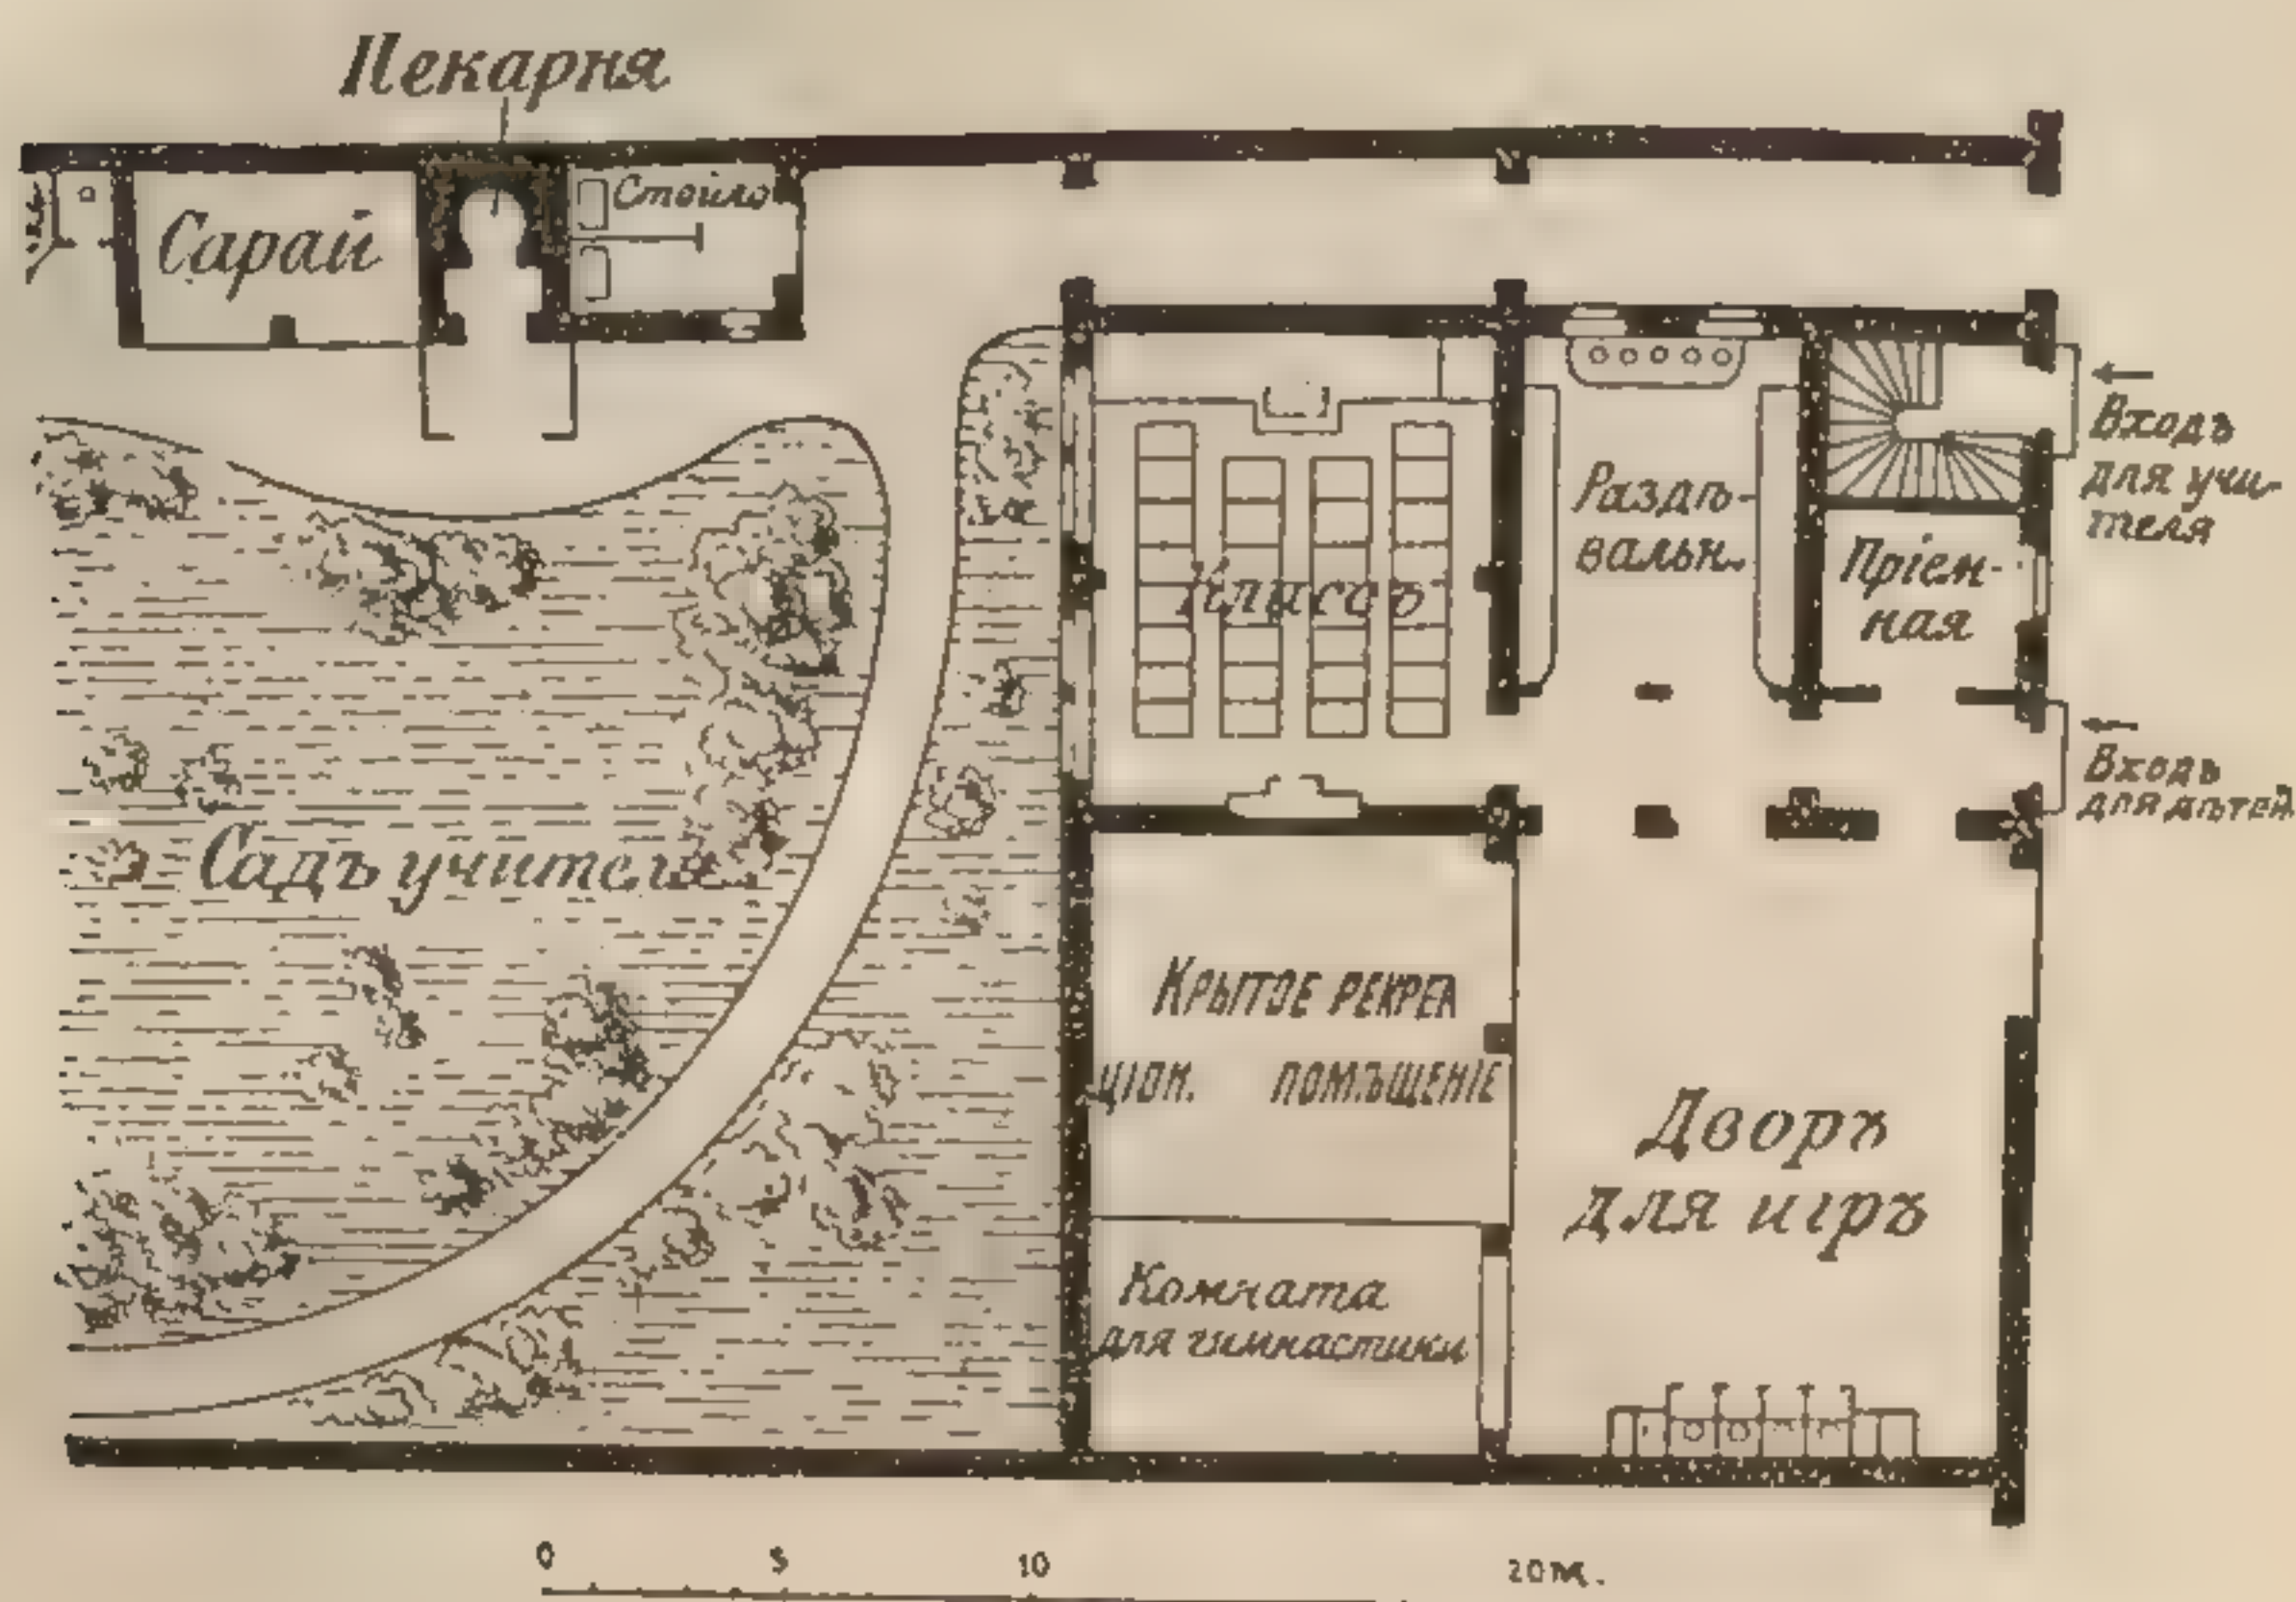 Пекарня
Сарай
Стойло
Входъ
для учи-
теля
Раздѣ-
вальн.
Пріем-
ная
Классъ
Входъ
для дѣтей
Садъ учителя
Крытое рекреа
ціон. помѣщеніе
Дворъ
для игръ
Комната
для гимнастики
0 5 10 20 м.